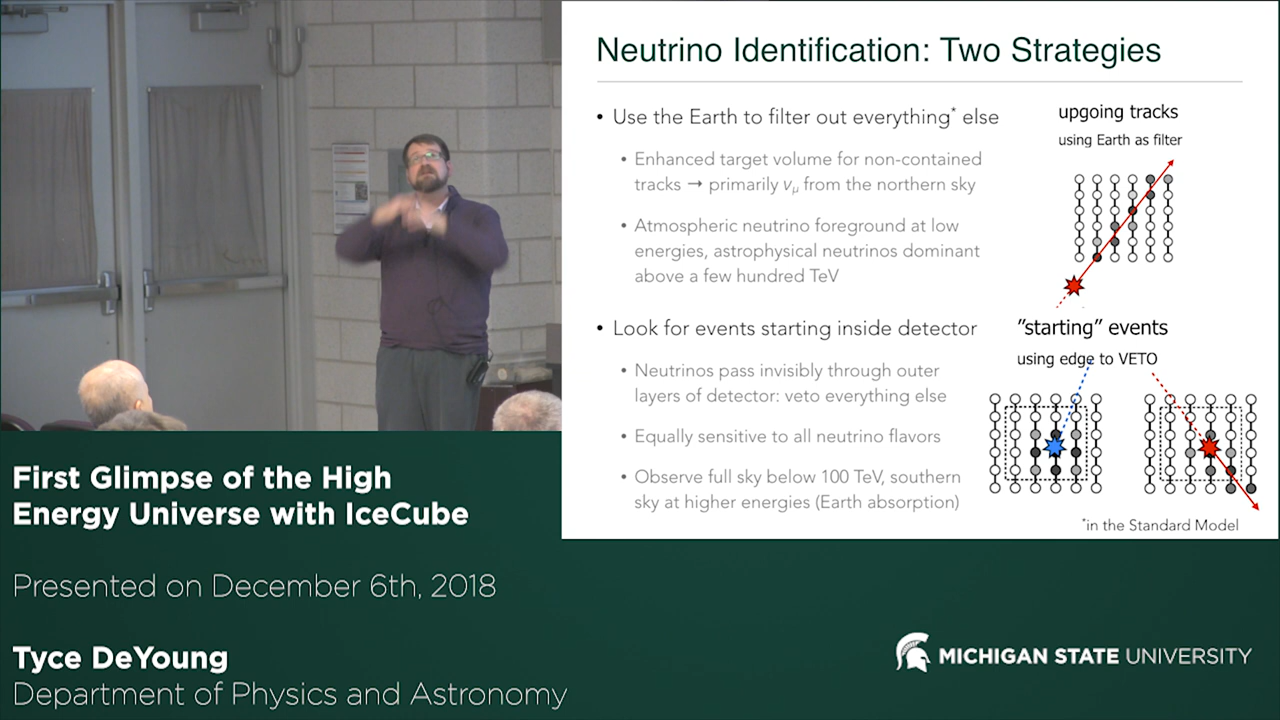 Neutrino Identification: Two Strategies
• Use the Earth to filter out everything* else
• Enhanced target volume for non-contained
tracks → primarily νμ from the northern sky
• Atmospheric neutrino foreground at low
energies, astrophysical neutrinos dominant
above a few hundred TeV
upgoing tracks
using Earth as filter
• Look for events starting inside detector
• Neutrinos pass invisibly through outer
layers of detector: veto everything else
• Equally sensitive to all neutrino flavors
• Observe full sky below 100 TeV, southern
sky at higher energies (Earth absorption)
”starting” events
using edge to VETO
*in the Standard Model
First Glimpse of the High
Energy Universe with IceCube
Presented on December 6th, 2018
Tyce DeYoung
Department of Physics and Astronomy
MICHIGAN STATE UNIVERSITY